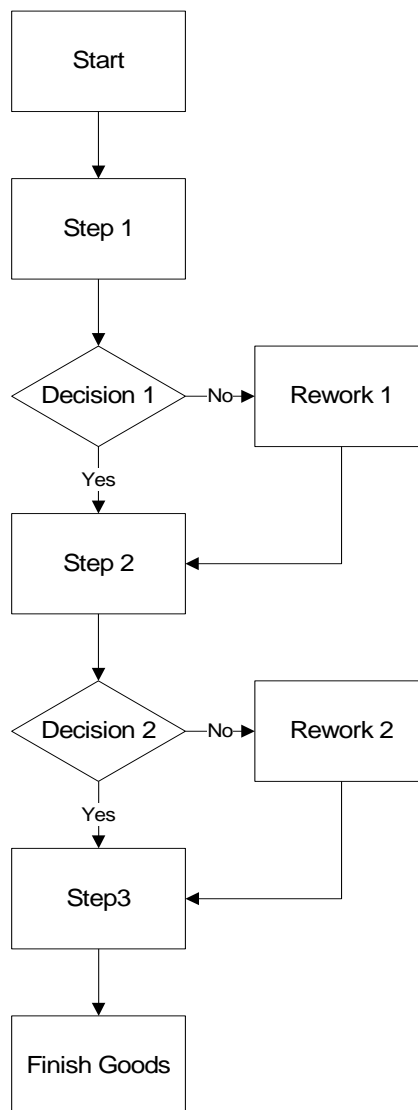 Start
Step 1
Decision 1
No
Rework 1
Yes
Step 2
Decision 2
No
Rework 2
Yes
Step3
Finish Goods